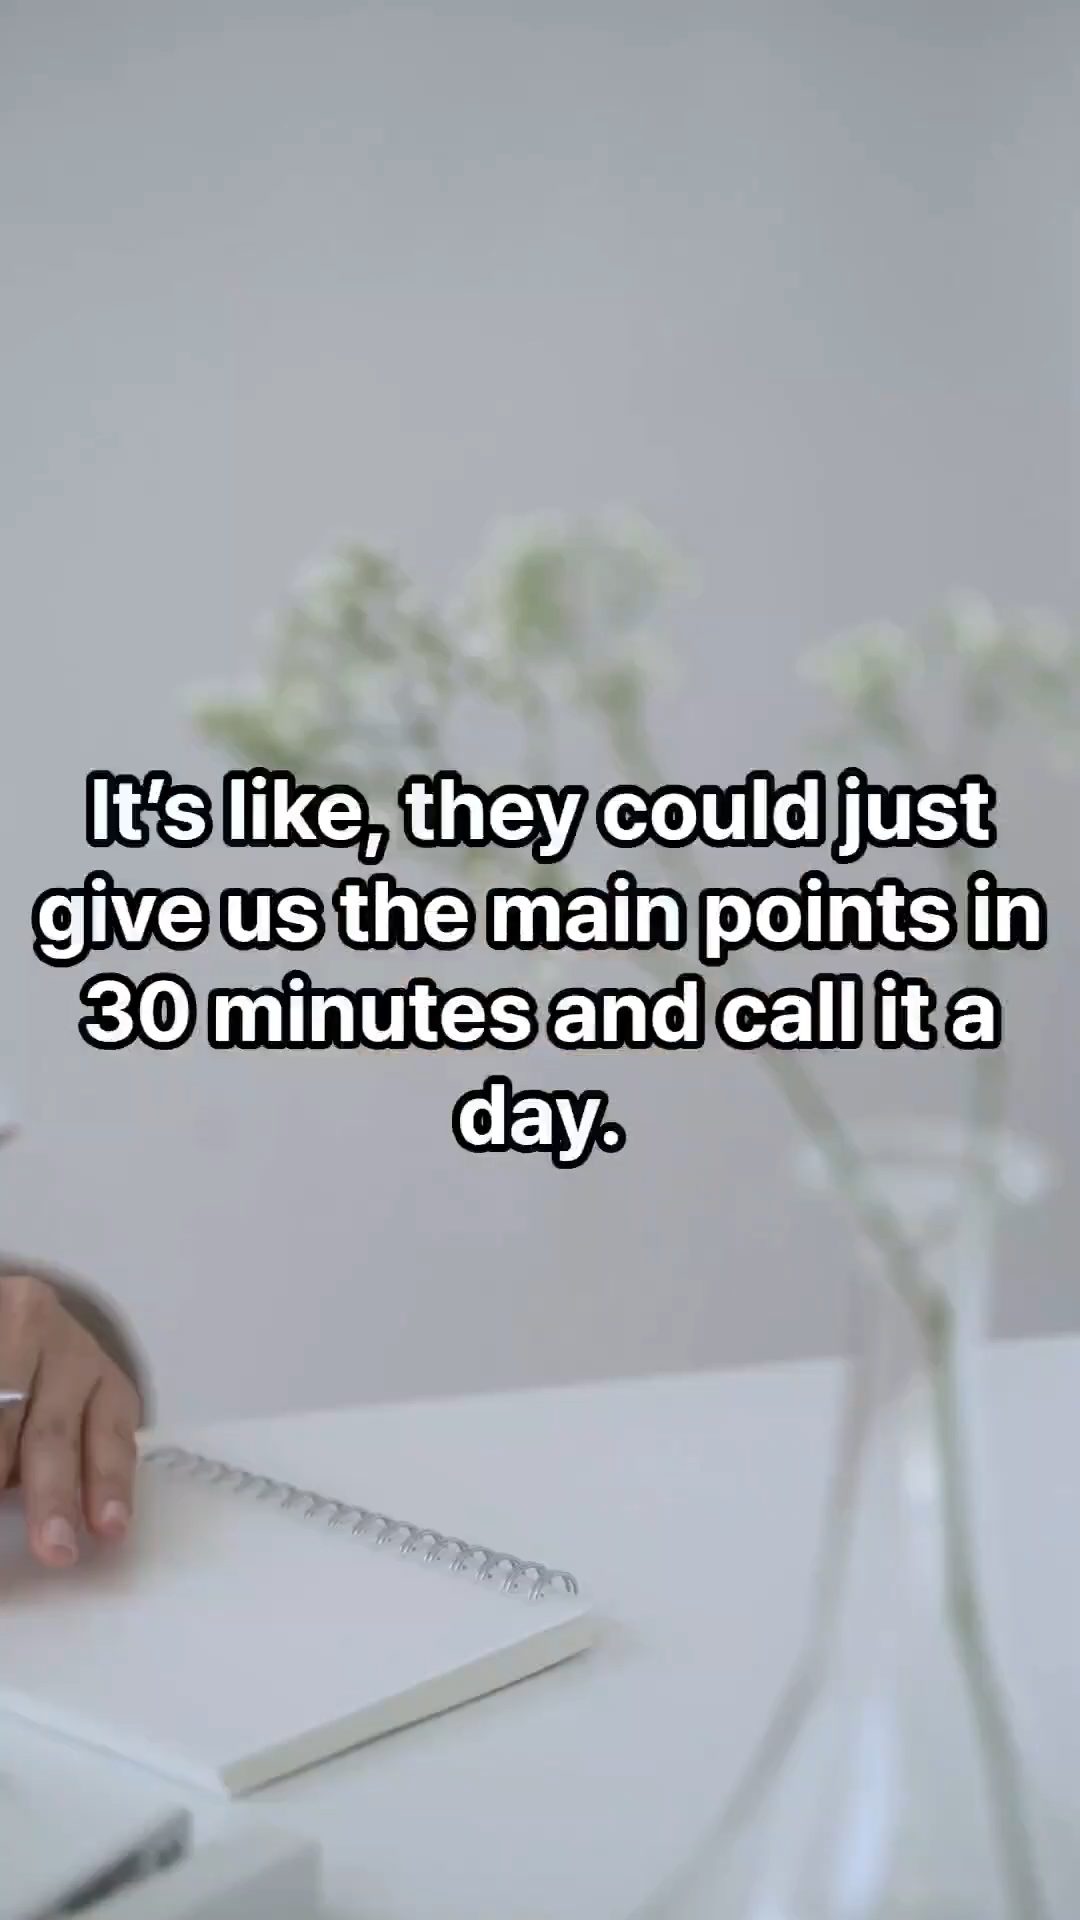 It’s like, they could just
give us the main points in
30 minutes and call it a
day.